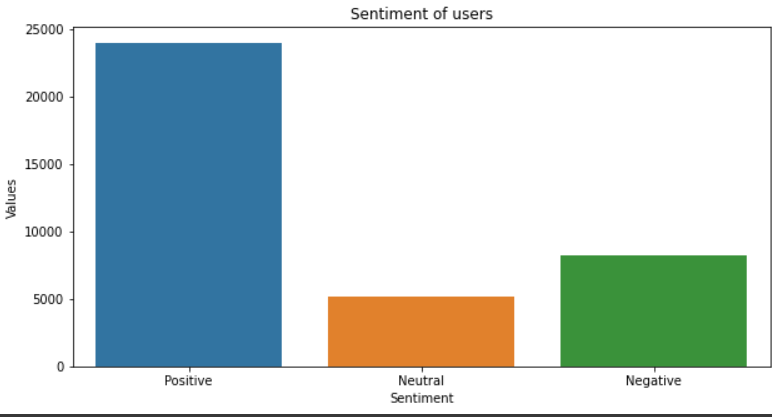 Sentiment of users
25000
20000
15000
10000
5000
0
Values
Positive Neutral Negative
Sentiment